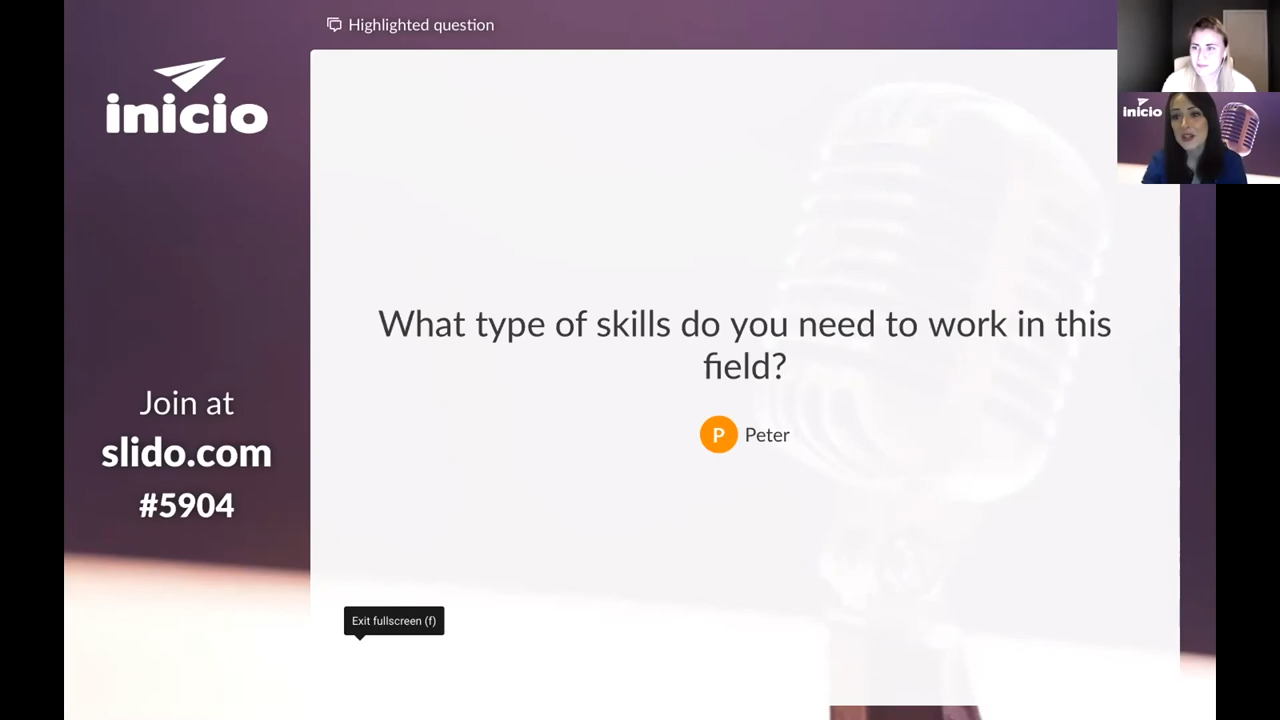 Highlighted question
inicio
What type of skills do you need to work in this
field?
P Peter
Join at
slido.com
#5904
Exit fullscreen (f)
inicio